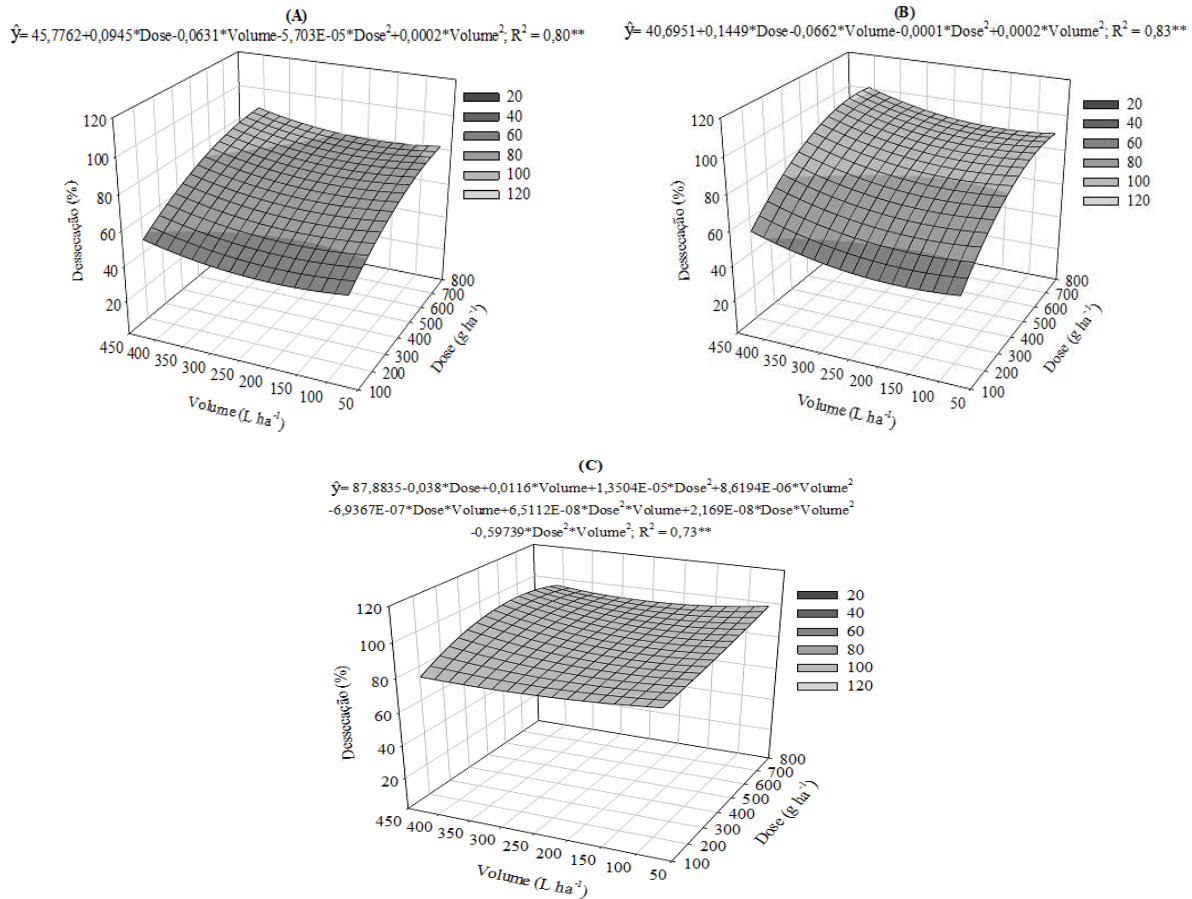 (A)
ŷ= 45,7762+0,0945*Dose-0,0631*Volume-5,703E-05*Dose²+0,0002*Volume²; R² = 0,80**
120
100
80
60
40
20
Dessecação (%)
450 400 350 300 250 200 150 100 50
Volume (L ha⁻¹)
100 200 300 400 500 600 700 800
Dose (g ha⁻¹)
20
40
60
80
100
120
(B)
ŷ= 40,6951+0,1449*Dose-0,0662*Volume-0,0001*Dose²+0,0002*Volume²; R² = 0,83**
120
100
80
60
40
20
Dessecação (%)
450 400 350 300 250 200 150 100 50
Volume (L ha⁻¹)
100 200 300 400 500 600 700 800
Dose (g ha⁻¹)
20
40
60
80
100
120
(C)
ŷ= 87,8835-0,038*Dose+0,0116*Volume+1,3504E-05*Dose²+8,6194E-06*Volume²
-6,9367E-07*Dose*Volume+6,5112E-08*Dose²*Volume+2,169E-08*Dose*Volume²
-0,59739*Dose²*Volume²; R² = 0,73**
120
100
80
60
40
20
Dessecação (%)
450 400 350 300 250 200 150 100 50
Volume (L ha⁻¹)
100 200 300 400 500 600 700 800
Dose (g ha⁻¹)
20
40
60
80
100
120